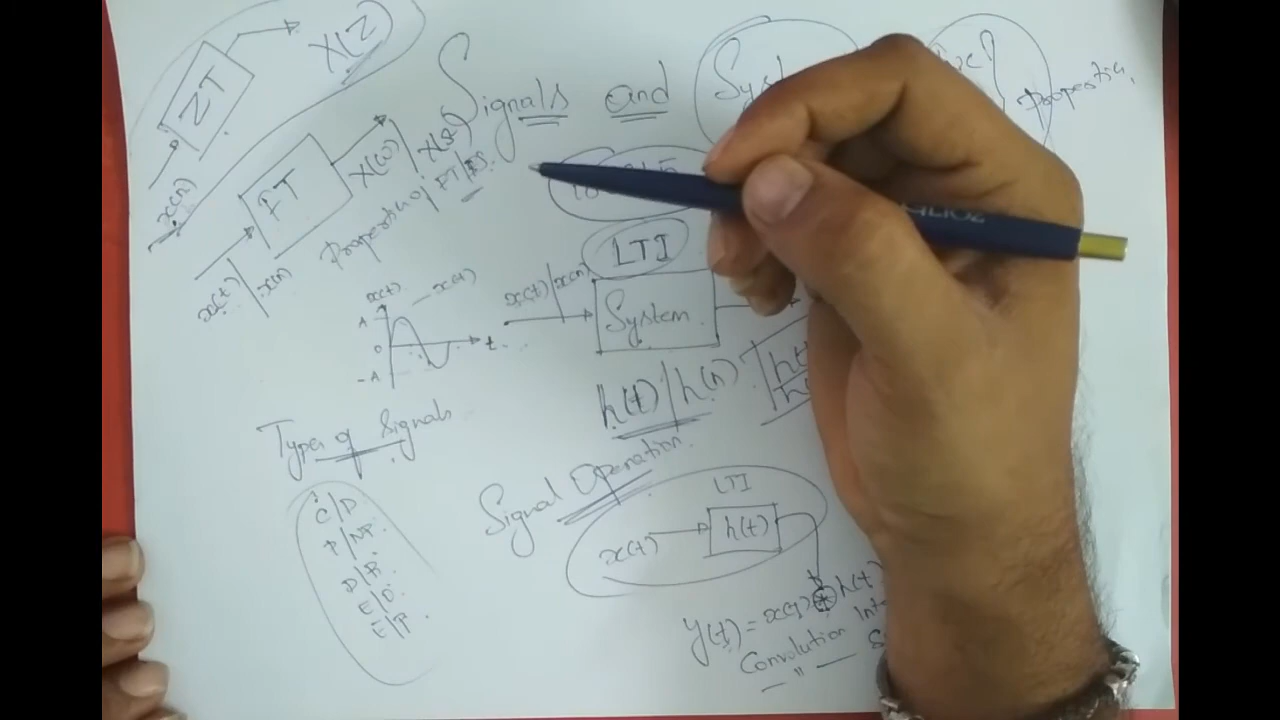 ZT
X(Z)
x(n)
Signals and Syst
Properties
FT
X(ω) X(Ω)
x(t) x(n)
Properties of FT/FS.
LTI
x(t) x(n)
System
h(t) / h(n)
x(t)
A
0
-A
x(t)
t
Types of Signals
C|D
P|NP.
D|R.
E|O.
E|P.
Signal Operation
LTI
x(t)
h(t)
y(t) = x(t) * h(t)
Convolution
— " —